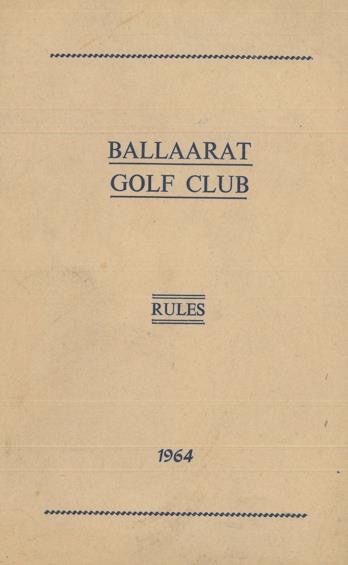 BALLAARAT
GOLF CLUB
RULES
1964